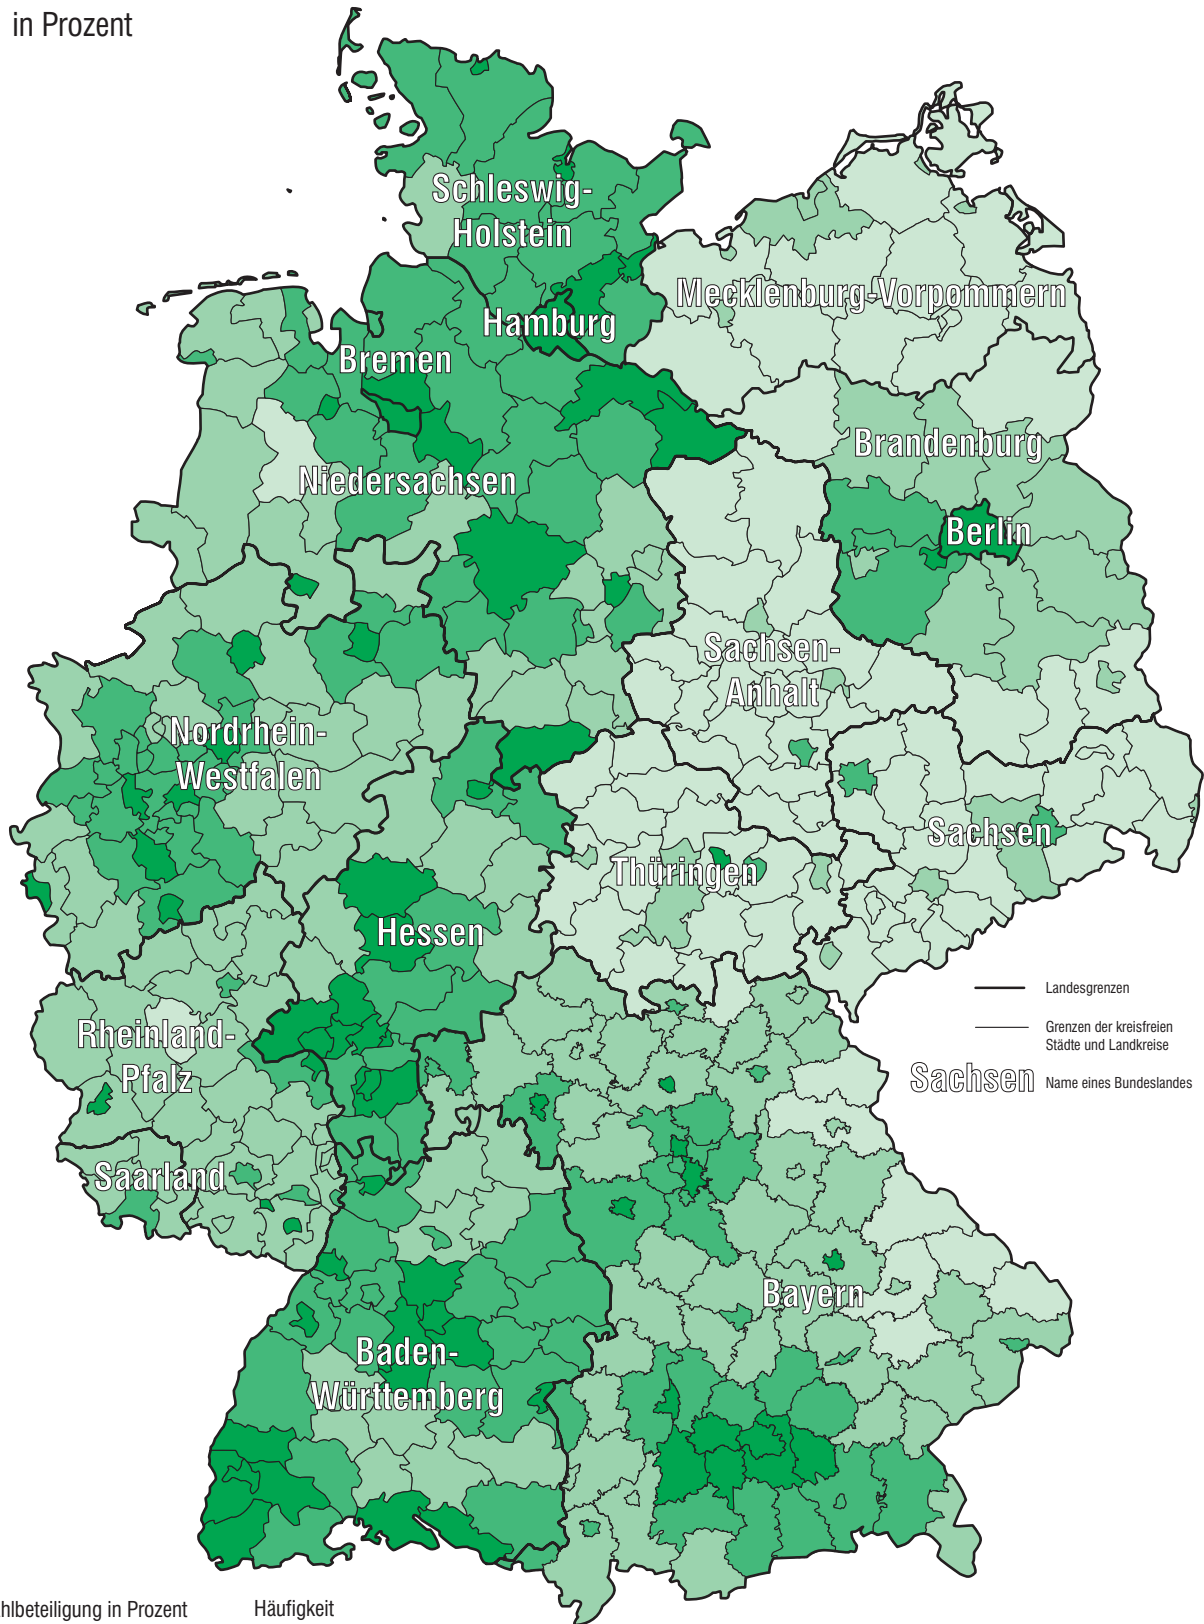 in Prozent
Schleswig-
Holstein
Mecklenburg-Vorpommern
Hamburg
Bremen
Brandenburg
Niedersachsen
Berlin
Sachsen-
Anhalt
Nordrhein-
Westfalen
Sachsen
Thüringen
Hessen
Landesgrenzen
Grenzen der kreisfreien
Städte und Landkreise
Sachsen Name eines Bundeslandes
Rheinland-
Pfalz
Saarland
Bayern
Baden-
Württemberg
hlbeteiligung in Prozent Häufigkeit